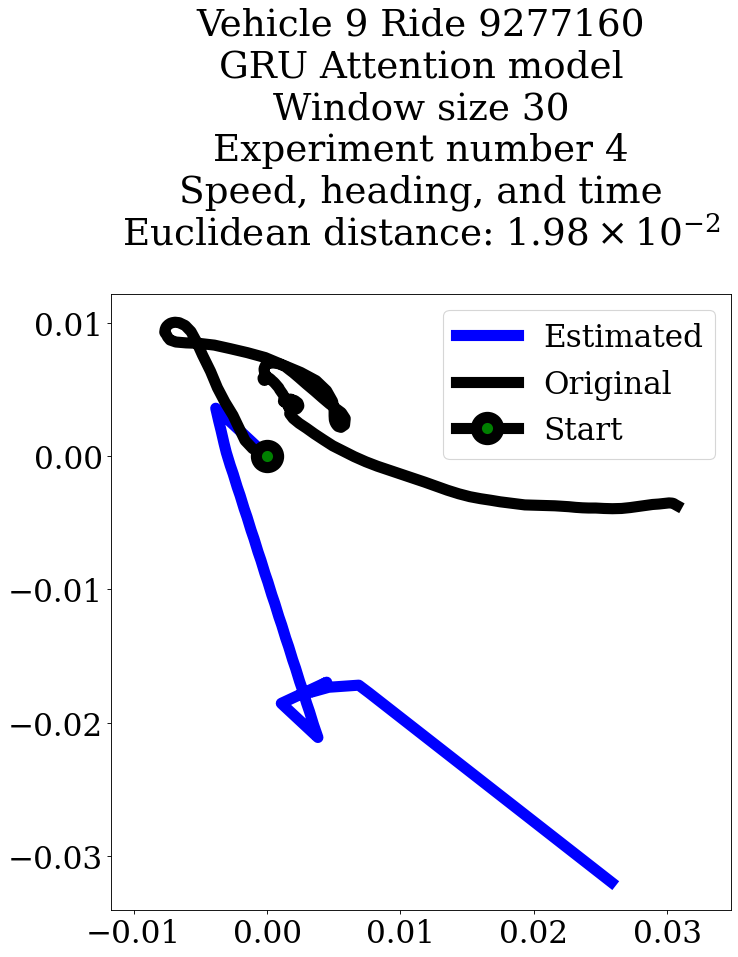 Vehicle 9 Ride 9277160
GRU Attention model
Window size 30
Experiment number 4
Speed, heading, and time
Euclidean distance: 1.98 × 10⁻²
Estimated
Original
Start
0.01
0.00
−0.01
−0.02
−0.03
−0.01 0.00 0.01 0.02 0.03